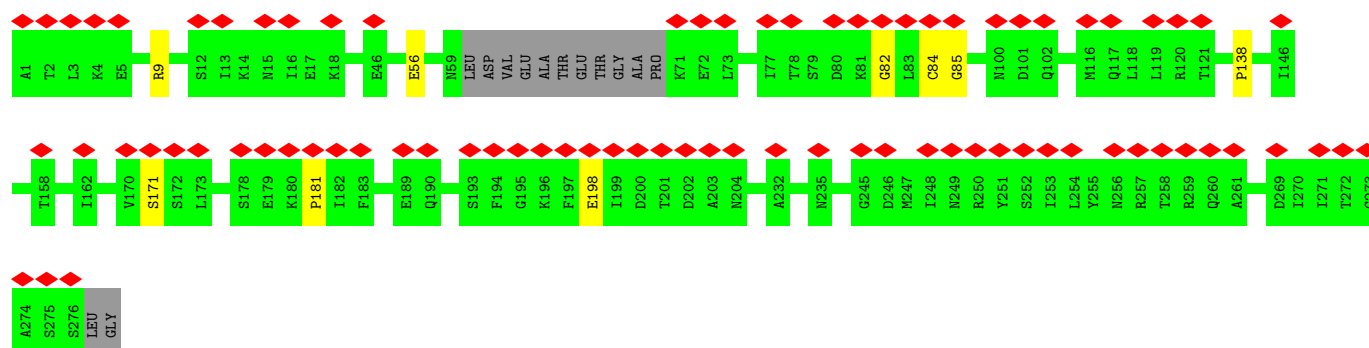 A1 T2 L3 K4 E5 R9 S12 I13 K14 N15 I16 E17 K18 E46 E56 N59 LEU ASP VAL GLU ALA THR GLU THR GLY ALA PRO K71 E72 L73 I77 T78 S79 D80 K81 G82 L83 C84 G85 N100 D101 Q102 M116 Q117 L118 L119 R120 T121 P138 I146
T158 I162 V170 S171 S172 L173 S178 E179 K180 P181 I182 F183 E189 Q190 S193 F194 G195 K196 F197 E198 I199 D200 T201 D202 A203 N204 A232 N235 G245 D246 M247 I248 N249 R250 Y251 S252 I253 L254 Y255 N256 R257 T258 R259 Q260 A261 D269 I270 I271 T272
A274 S275 S276 LEU GLY